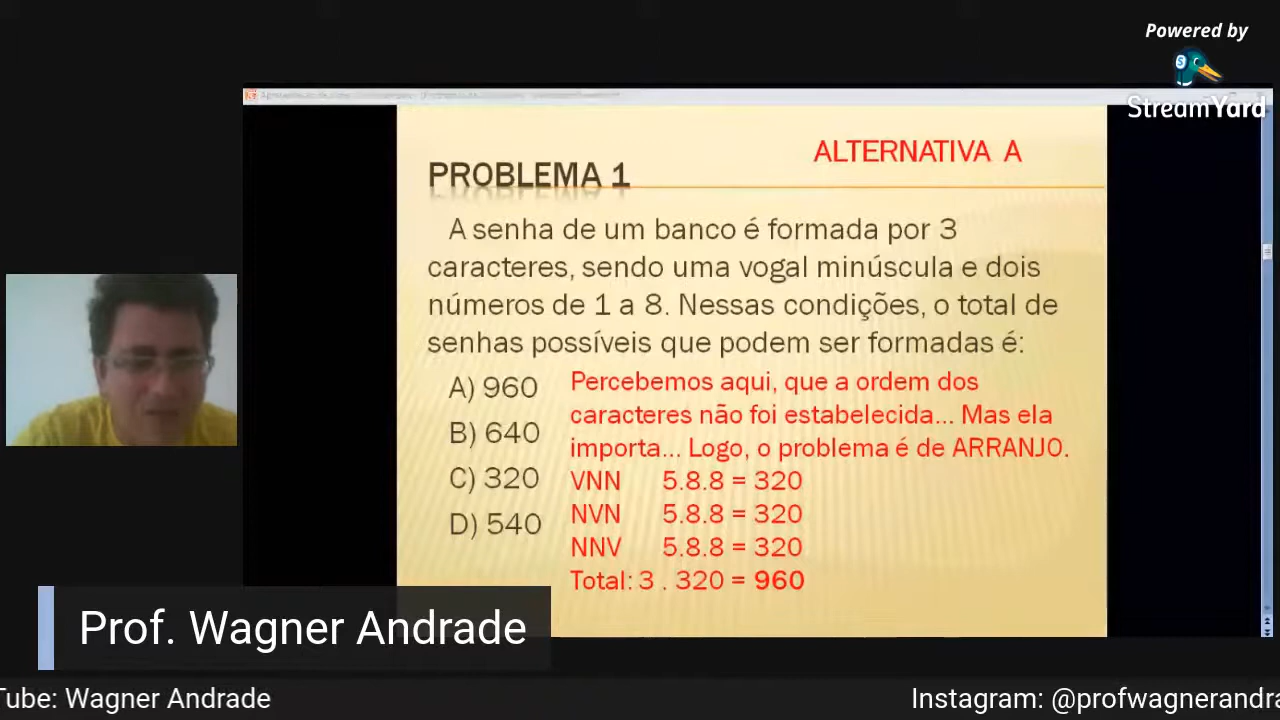 Powered by
StreamYard
ALTERNATIVA A
PROBLEMA 1
A senha de um banco é formada por 3
caracteres, sendo uma vogal minúscula e dois
números de 1 a 8. Nessas condições, o total de
senhas possíveis que podem ser formadas é:
A) 960
B) 640
C) 320
D) 540
Percebemos aqui, que a ordem dos
caracteres não foi estabelecida... Mas ela
importa... Logo, o problema é de ARRANJO.
VNN 5.8.8 = 320
NVN 5.8.8 = 320
NNV 5.8.8 = 320
Total: 3 . 320 = 960
Prof. Wagner Andrade
Tube: Wagner Andrade
Instagram: @profwagnerandra